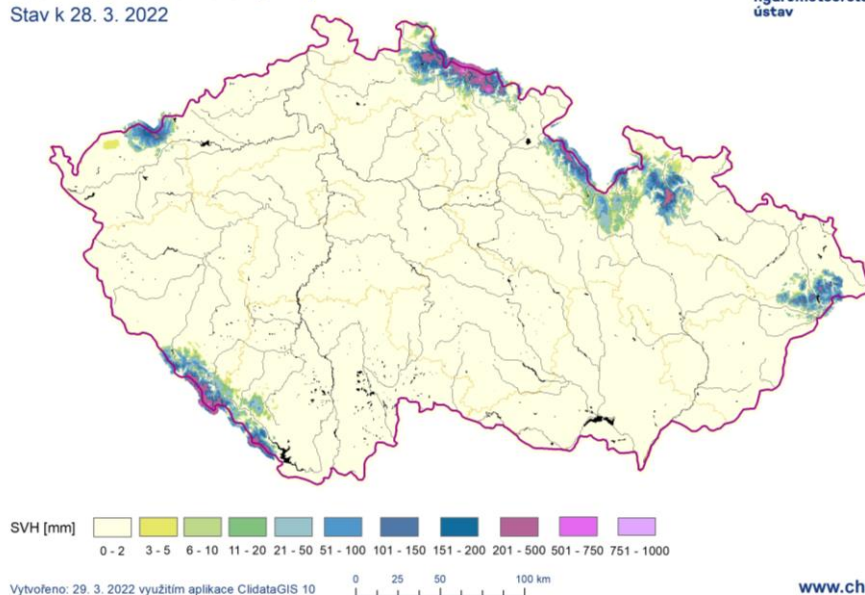 Stav k 28. 3. 2022
ústav
SVH [mm]
0 - 2
3 - 5
6 - 10
11 - 20
21 - 50
51 - 100
101 - 150
151 - 200
201 - 500
501 - 750
751 - 1000
Vytvořeno: 29. 3. 2022 využitím aplikace ClidataGIS 10
0 25 50 100 km
www.ch